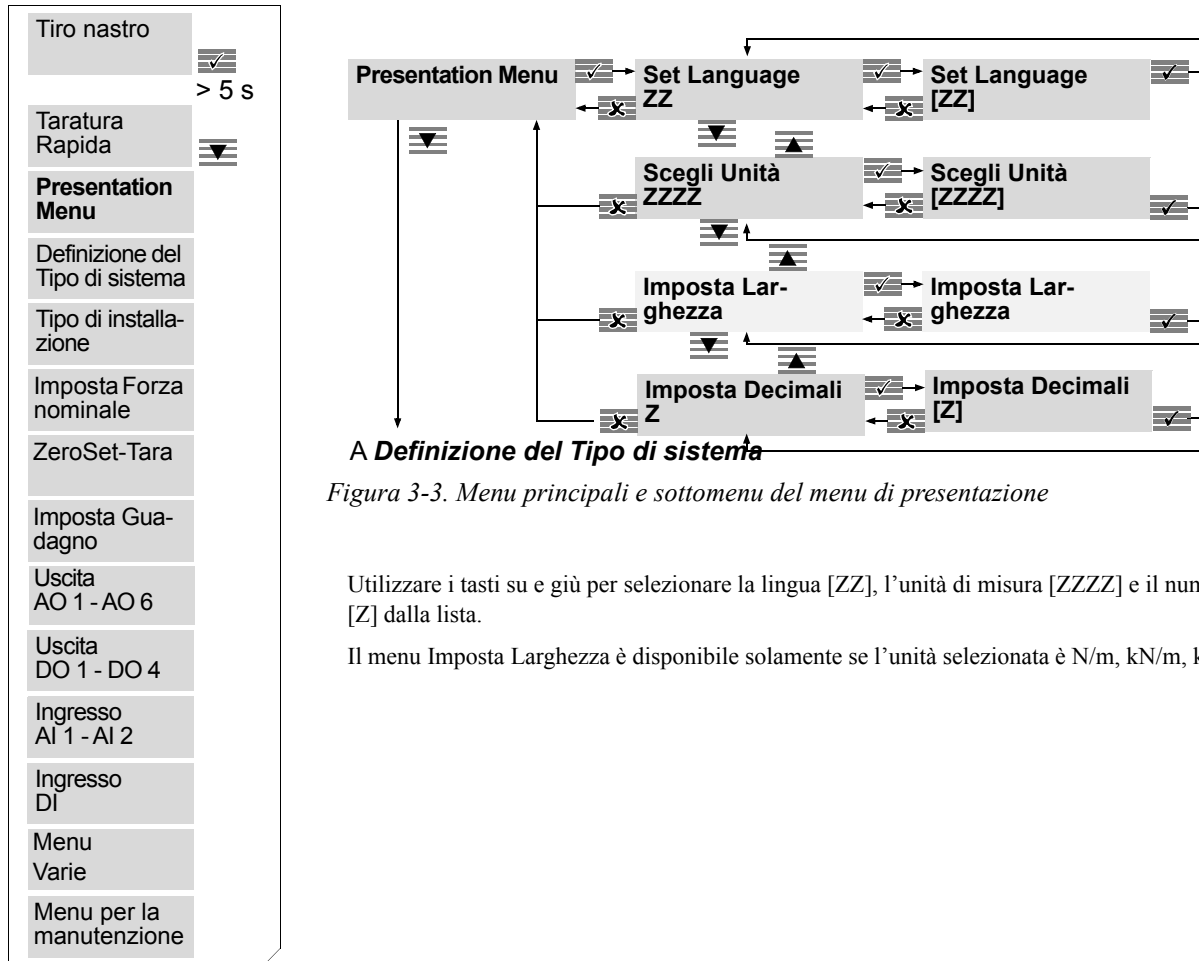 Tiro nastro
> 5 s
Taratura
Rapida
Presentation
Menu
Definizione del
Tipo di sistema
Tipo di installa-
zione
Imposta Forza
nominale
ZeroSet-Tara
Imposta Gua-
dagno
Uscita
AO 1 - AO 6
Uscita
DO 1 - DO 4
Ingresso
AI 1 - AI 2
Ingresso
DI
Menu
Varie
Menu per la
manutenzione
Presentation Menu
Set Language
ZZ
Set Language
[ZZ]
Scegli Unità
ZZZZ
Scegli Unità
[ZZZZ]
Imposta Lar-
ghezza
Imposta Lar-
ghezza
Imposta Decimali
Z
Imposta Decimali
[Z]
A Definizione del Tipo di sistema
Figura 3-3. Menu principali e sottomenu del menu di presentazione
Utilizzare i tasti su e giù per selezionare la lingua [ZZ], l’unità di misura [ZZZZ] e il
[Z] dalla lista.
Il menu Imposta Larghezza è disponibile solamente se l’unità selezionata è N/m, kN/m,